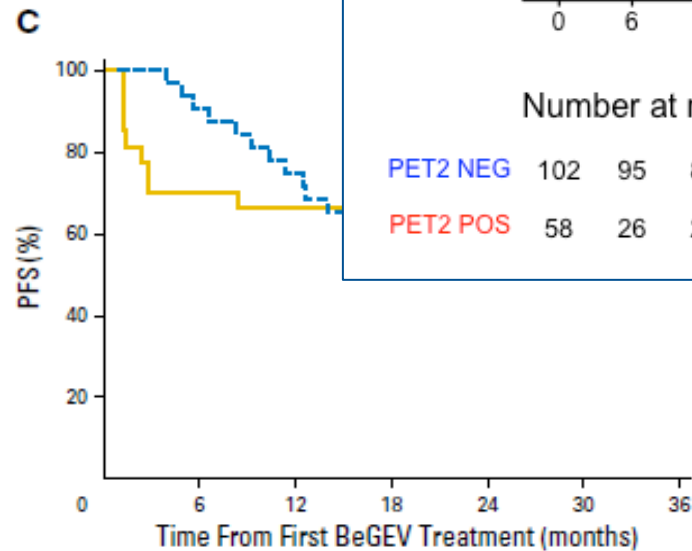 C
0 6
Number at
PET2 NEG 102 95
PET2 POS 58 26
100
80
60
40
20
PFS (%)
0 6 12 18 24 30 36
Time From First BeGEV Treatment (months)